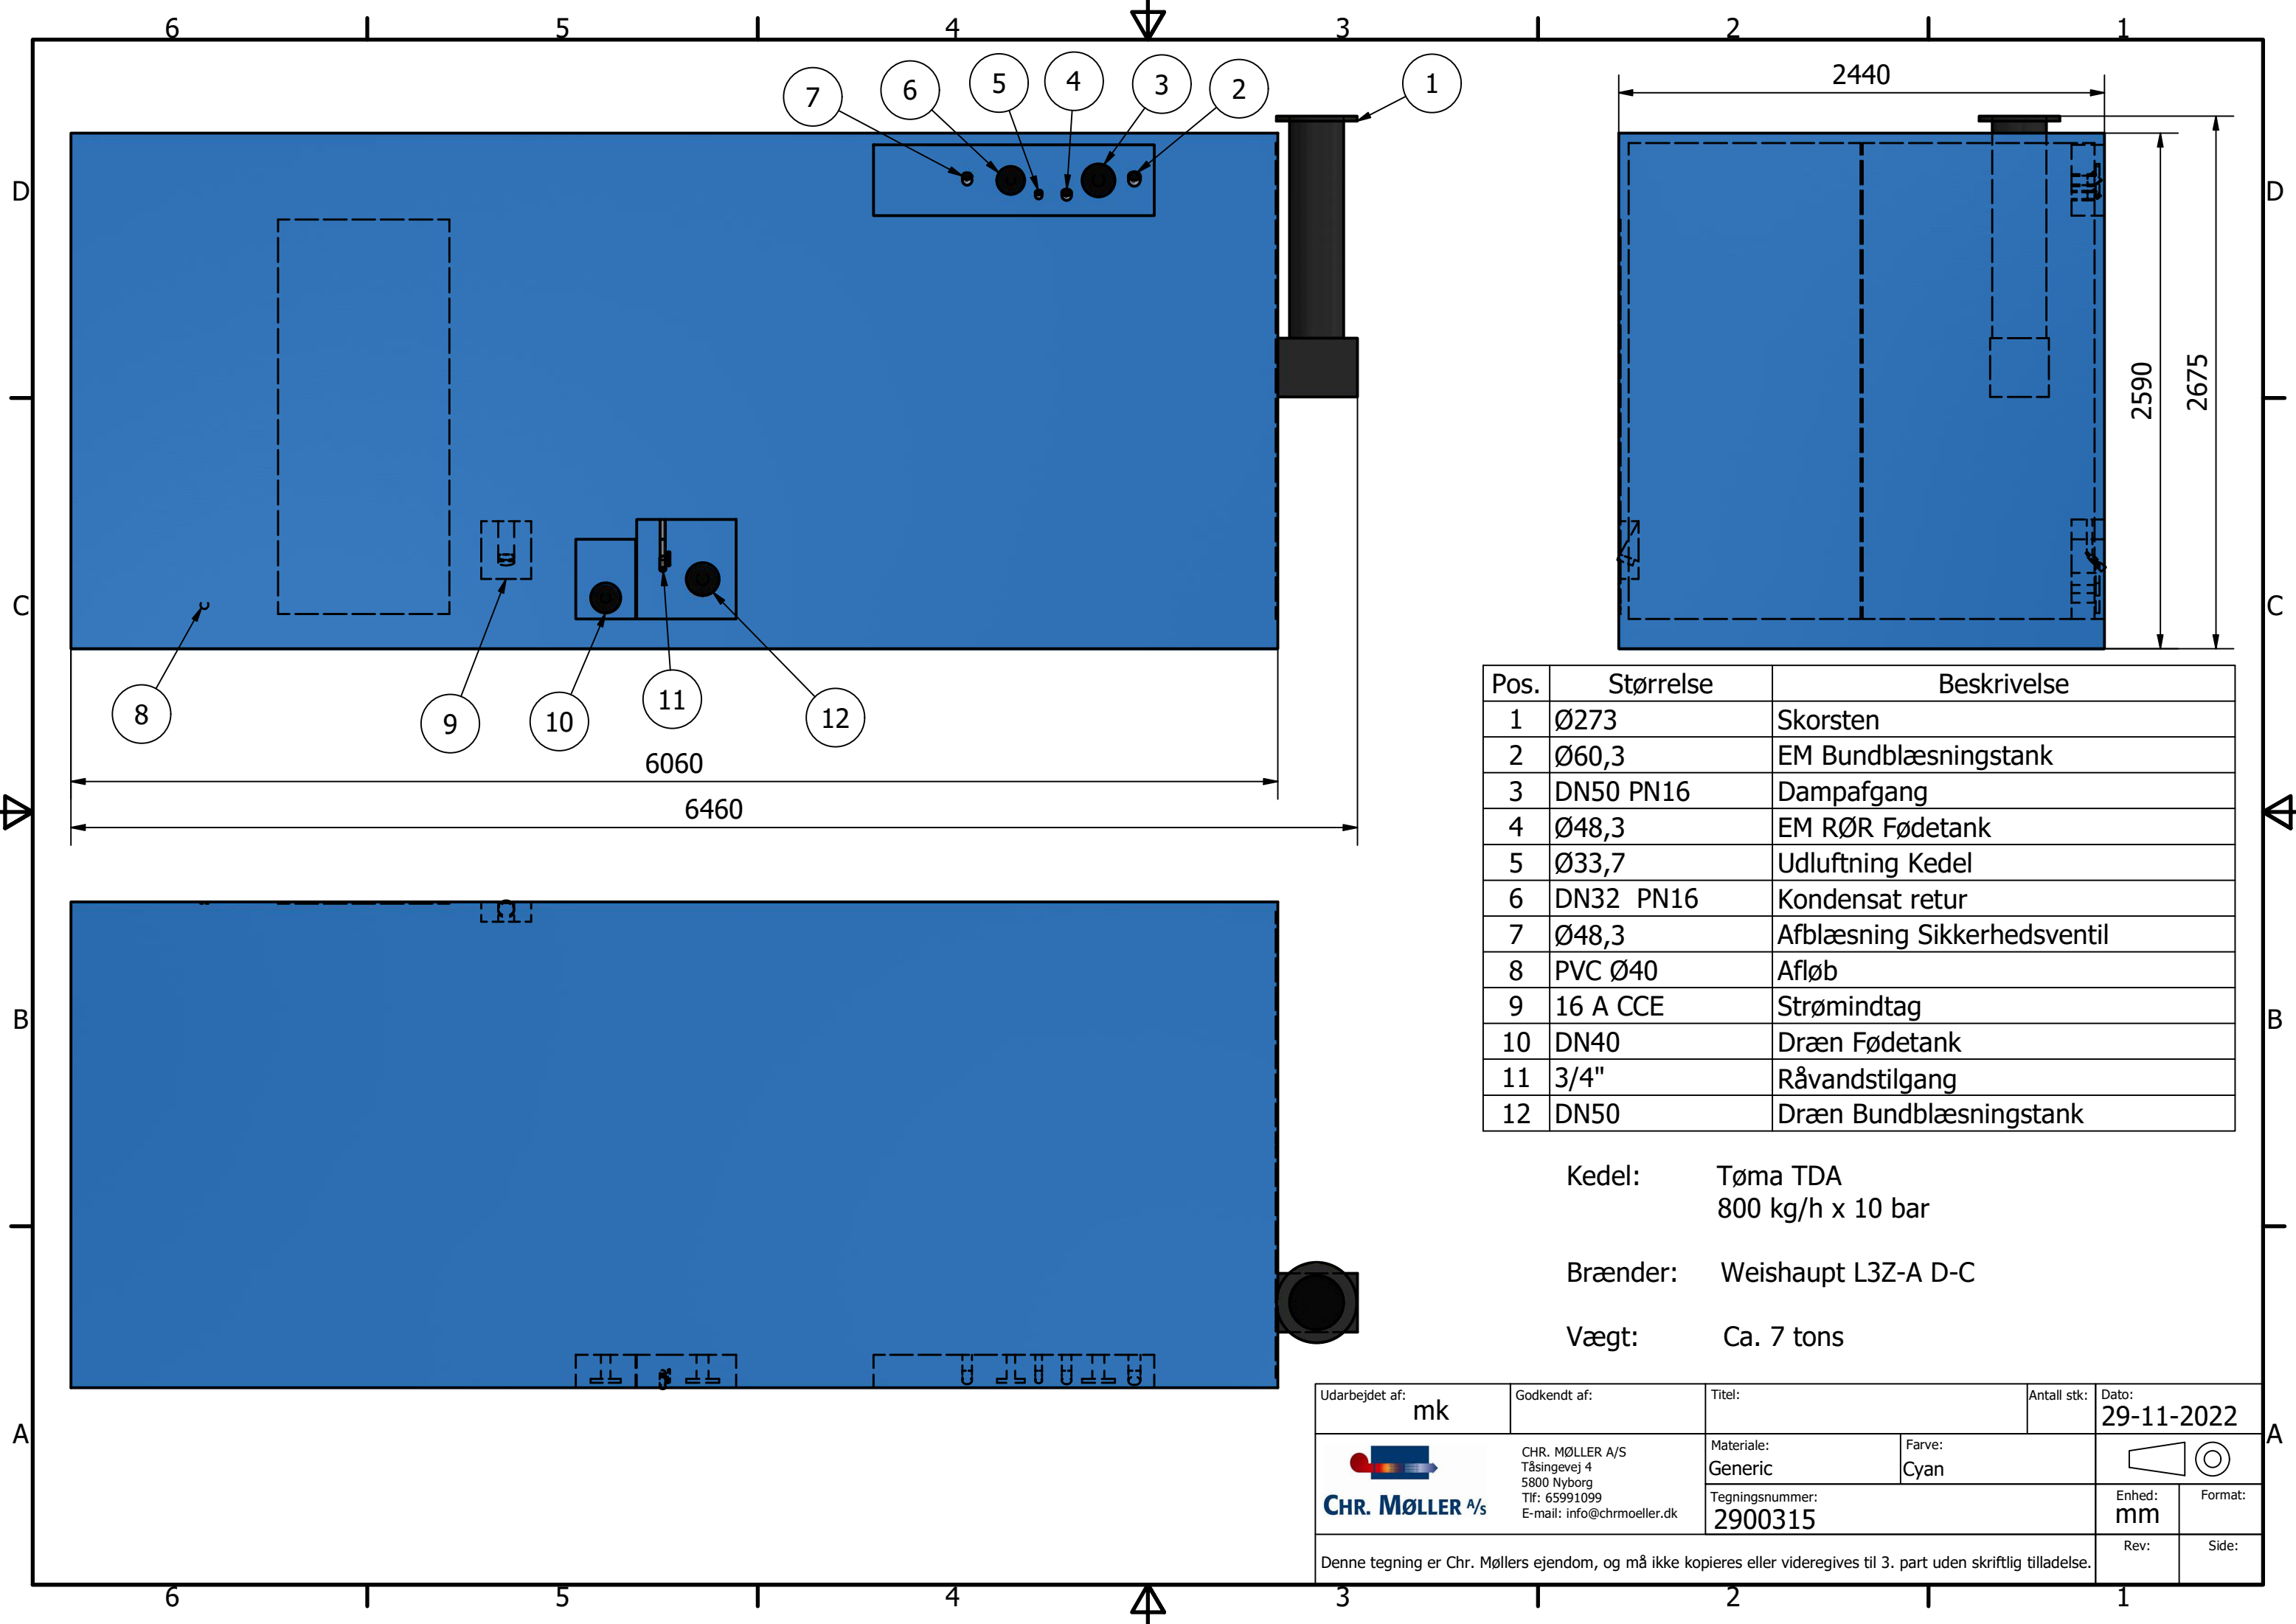 6 5 4 3 2 1
7 6 5 4 3 2 1
2440
D D
2590
2675
C C
8 9 10 11 12
6060
6460
Pos. Størrelse Beskrivelse
1 Ø273 Skorsten
2 Ø60,3 EM Bundblæsningstank
3 DN50 PN16 Dampafgang
4 Ø48,3 EM RØR Fødetank
5 Ø33,7 Udluftning Kedel
6 DN32 PN16 Kondensat retur
7 Ø48,3 Afblæsning Sikkerhedsventil
8 PVC Ø40 Afløb
9 16 A CCE Strømindtag
10 DN40 Dræn Fødetank
11 3/4" Råvandstilgang
12 DN50 Dræn Bundblæsningstank
B B
Kedel: Tøma TDA
800 kg/h x 10 bar
Brænder: Weishaupt L3Z-A D-C
Vægt: Ca. 7 tons
A A
Udarbejdet af: mk
Godkendt af:
Titel:
Antall stk:
Dato:
29-11-2022
CHR. MØLLER A/S
CHR. MØLLER A/S
Tåsingevej 4
5800 Nyborg
Tlf: 65991099
E-mail: info@chrmoeller.dk
Materiale:
Generic
Farve:
Cyan
Tegningsnummer:
2900315
Enhed:
mm
Format:
Rev:
Side:
Denne tegning er Chr. Møllers ejendom, og må ikke kopieres eller videregives til 3. part uden skriftlig tilladelse.
6 5 4 3 2 1